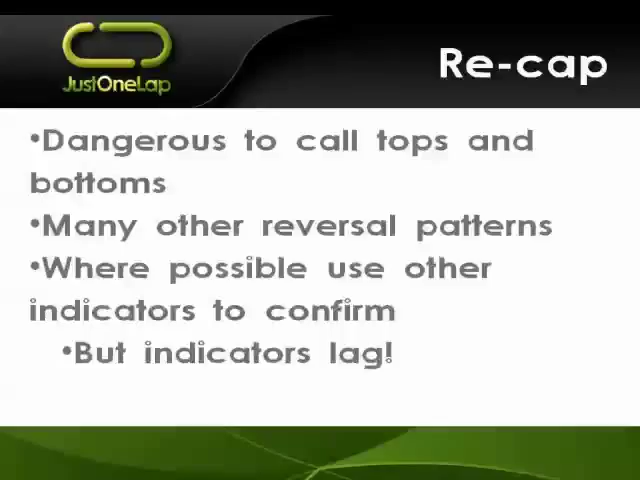 JustOneLap
Re-cap
•Dangerous to call tops and
bottoms
•Many other reversal patterns
•Where possible use other
indicators to confirm
•But indicators lag!